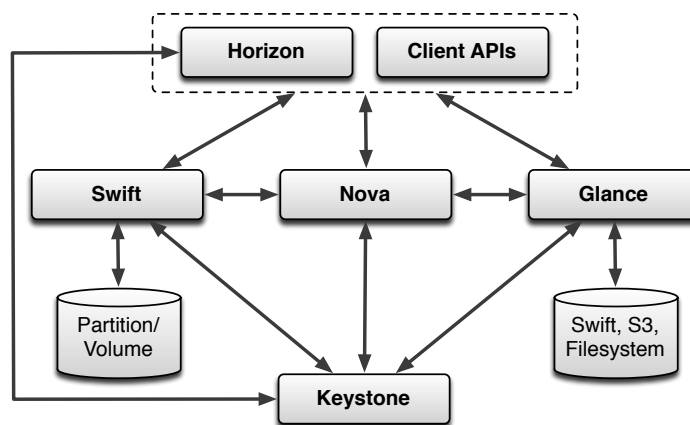 Horizon
Client APIs
Swift
Nova
Glance
Partition/
Volume
Swift, S3,
Filesystem
Keystone